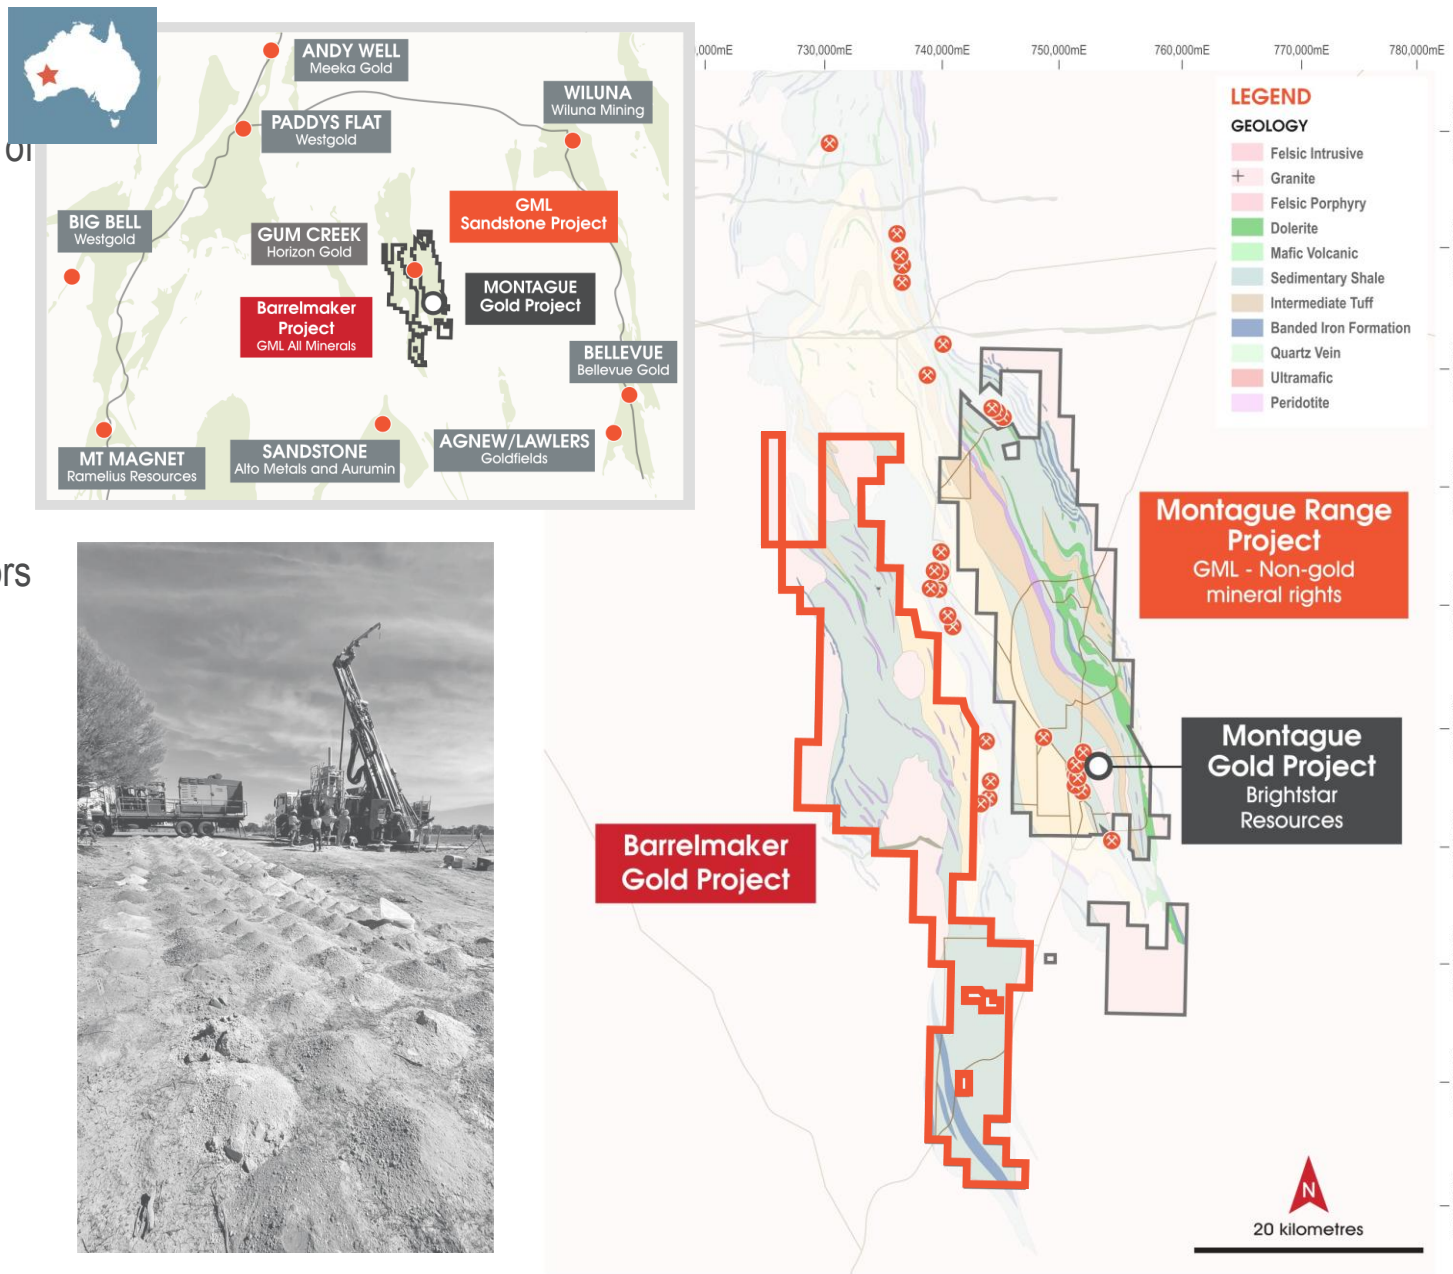 or
ors
ANDY WELL
Meeka Gold
WILUNA
Wiluna Mining
PADDYS FLAT
Westgold
GML
Sandstone Project
BIG BELL
Westgold
GUM CREEK
Horizon Gold
MONTAGUE
Gold Project
Barrelmaker
Project
GML All Minerals
BELLEVUE
Bellevue Gold
SANDSTONE
Alto Metals and Aurumin
AGNEW/LAWLERS
Goldfields
MT MAGNET
Ramelius Resources
,000mE
730,000mE
740,000mE
750,000mE
760,000mE
770,000mE
780,000mE
LEGEND
GEOLOGY
Felsic Intrusive
Granite
Felsic Porphyry
Dolerite
Mafic Volcanic
Sedimentary Shale
Intermediate Tuff
Banded Iron Formation
Quartz Vein
Ultramafic
Peridotite
Montague Range
Project
GML - Non-gold
mineral rights
Montague
Gold Project
Brightstar
Resources
Barrelmaker
Gold Project
N
20 kilometres